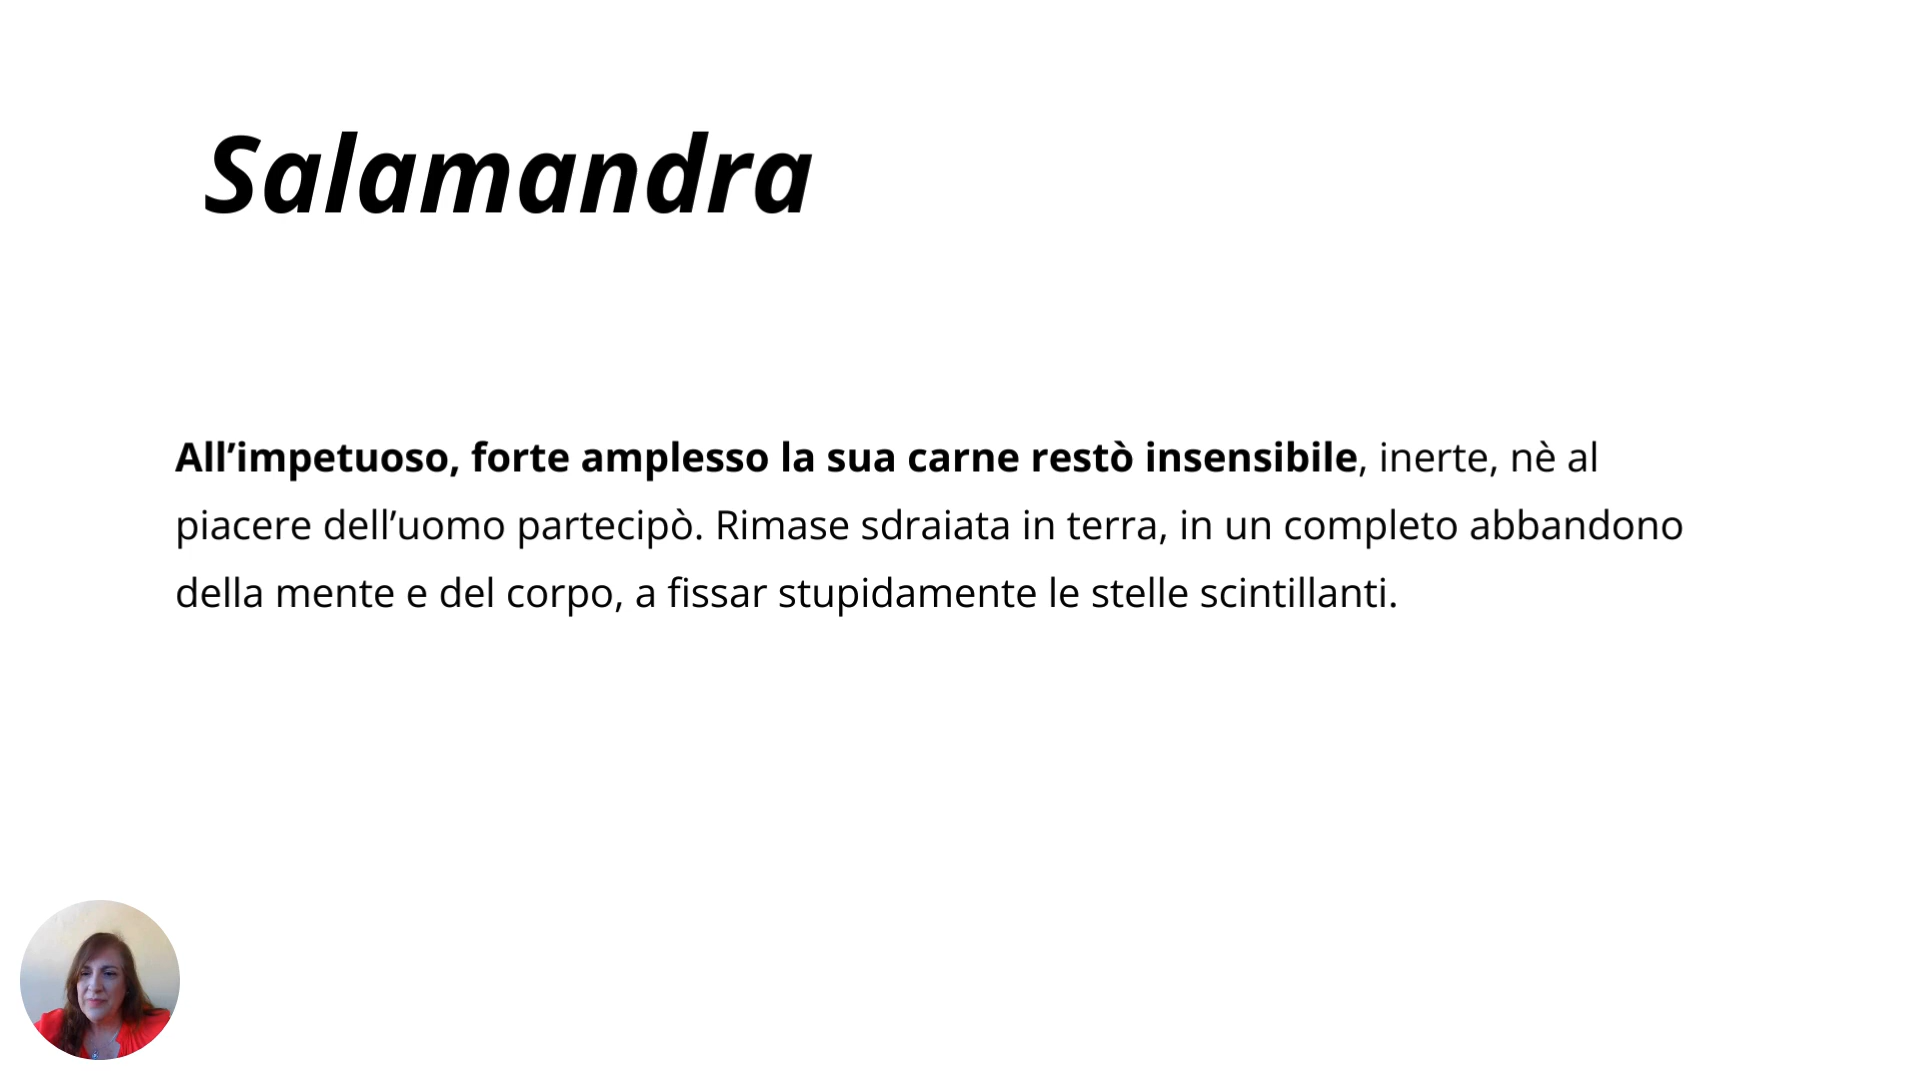 Salamandra
All’impetuoso, forte amplesso la sua carne restò insensibile, inerte, nè al
piacere dell’uomo partecipò. Rimase sdraiata in terra, in un completo abbandono
della mente e del corpo, a fissar stupidamente le stelle scintillanti.